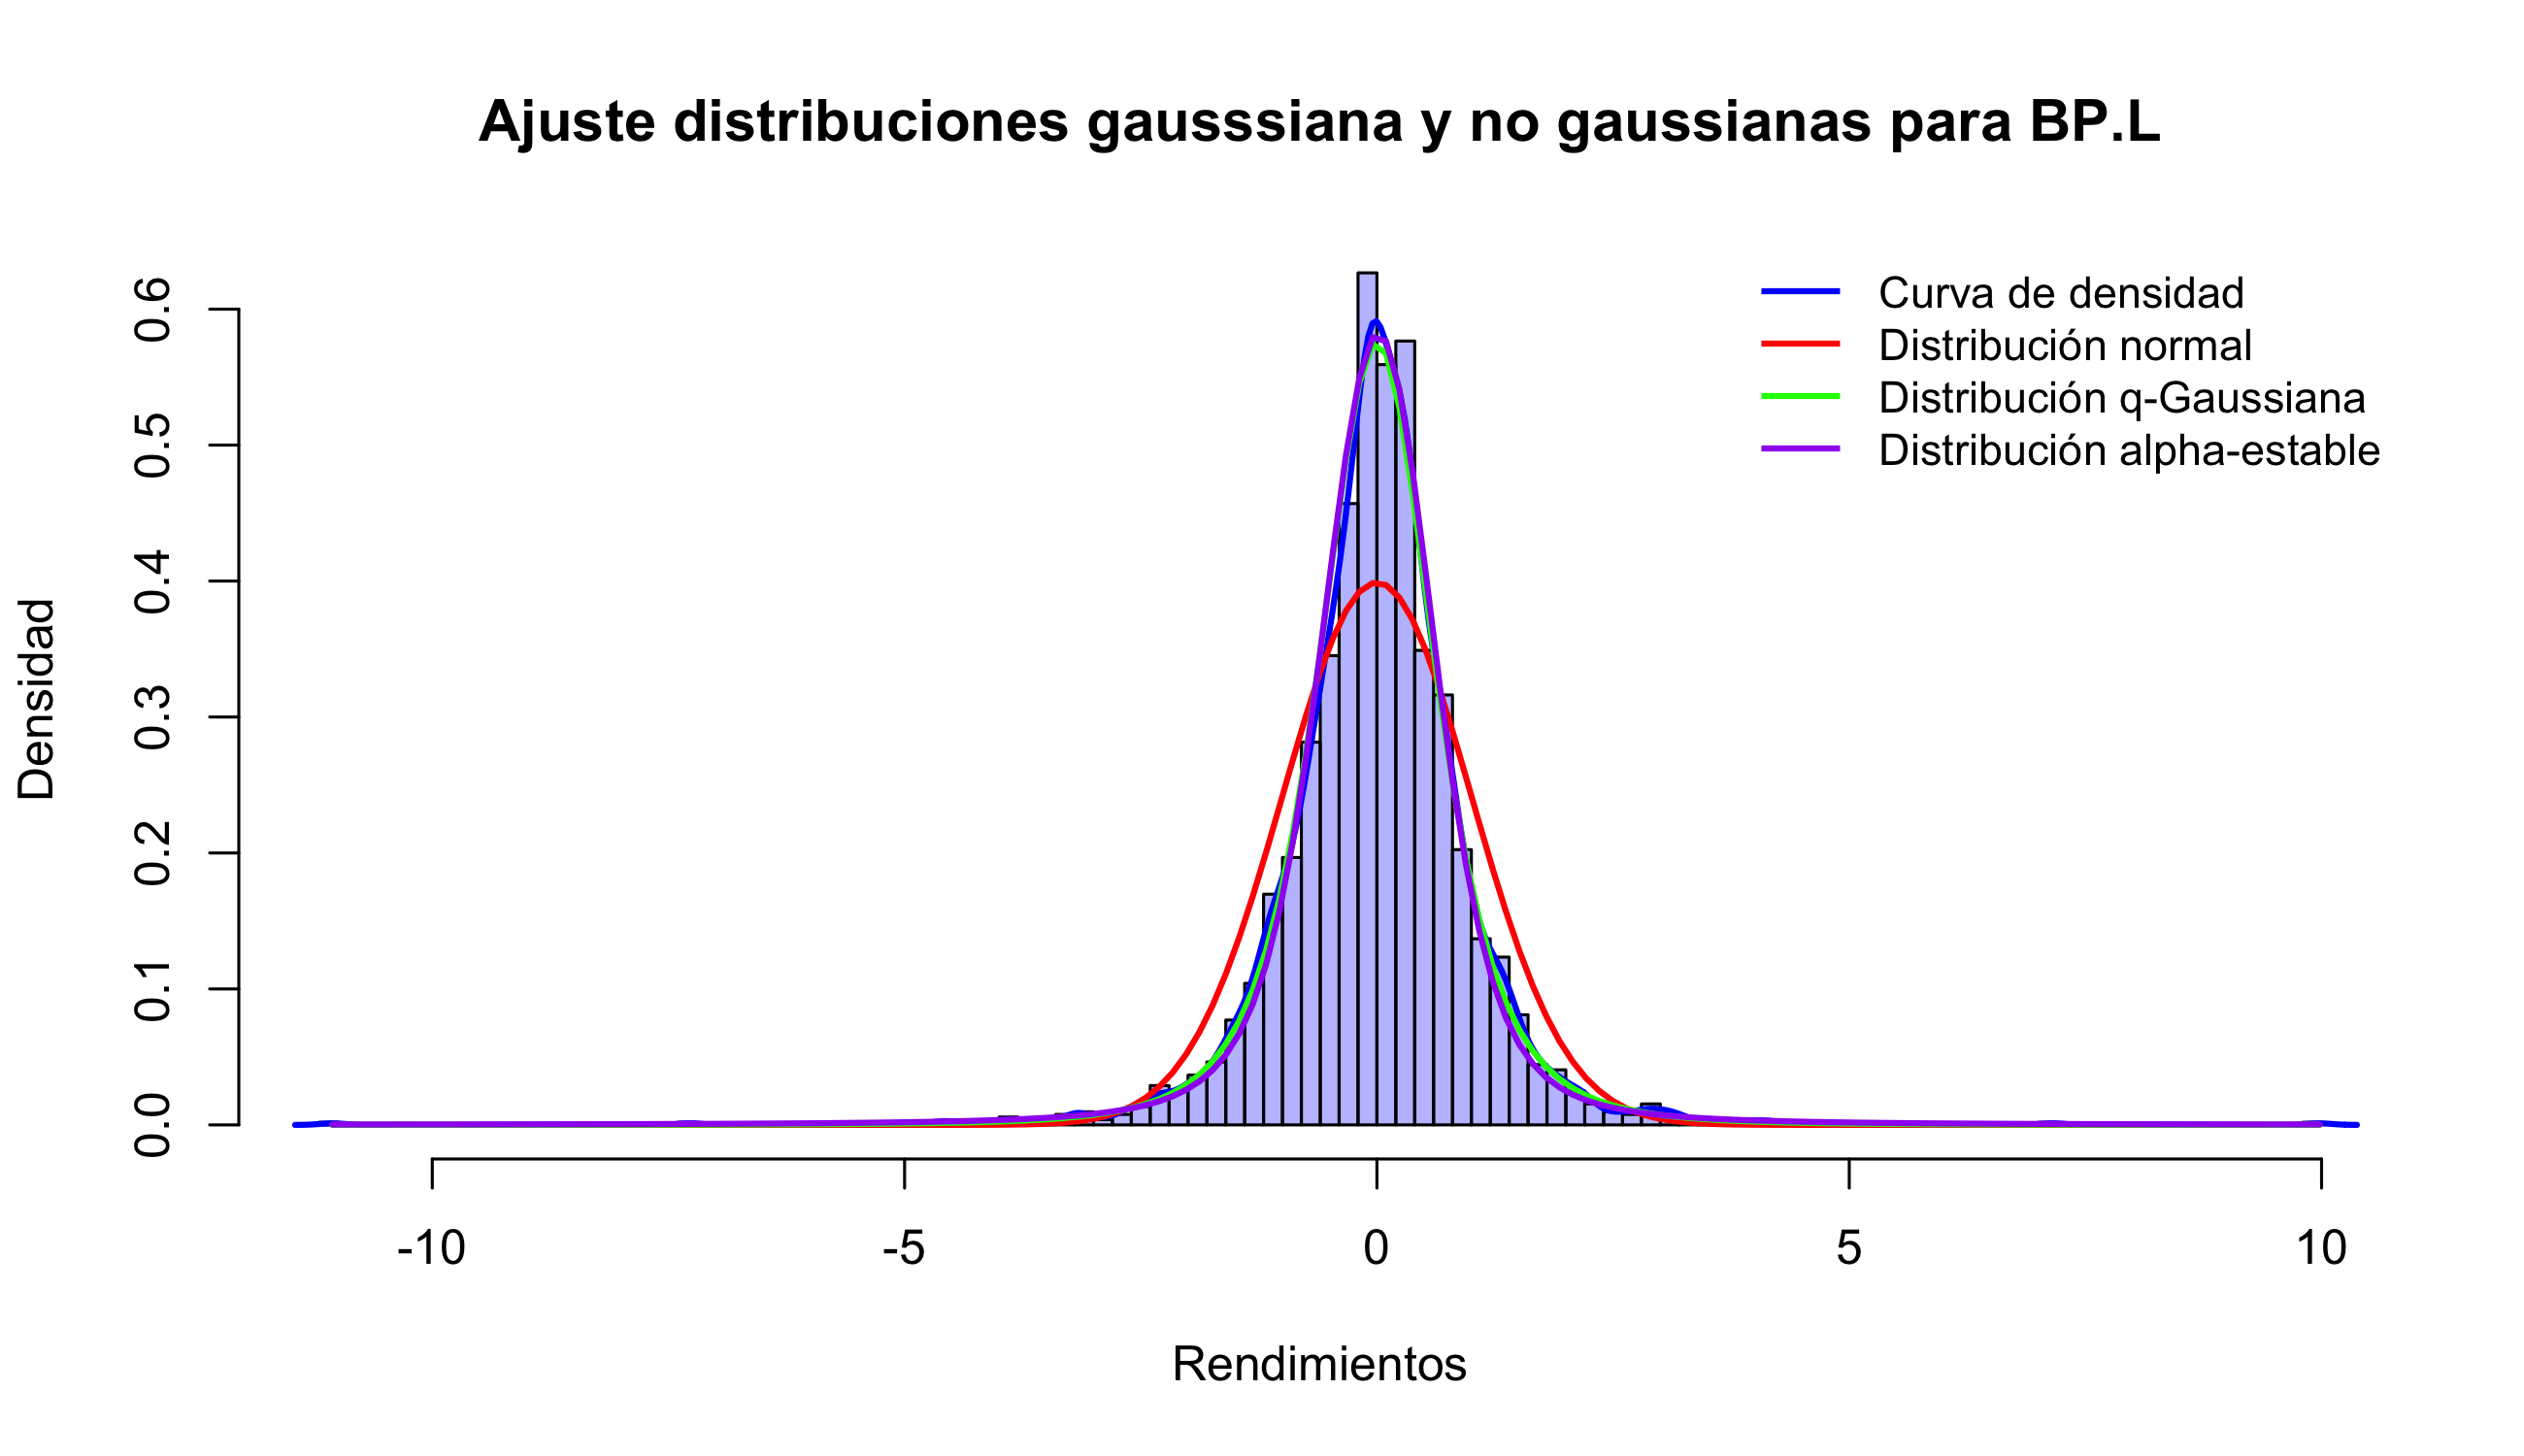 Ajuste distribuciones gausssiana y no gaussianas para BP.L
Curva de densidad
Distribución normal
Distribución q-Gaussiana
Distribución alpha-estable
Densidad
0.6
0.5
0.4
0.3
0.2
0.1
0.0
-10 -5 0 5 10
Rendimientos